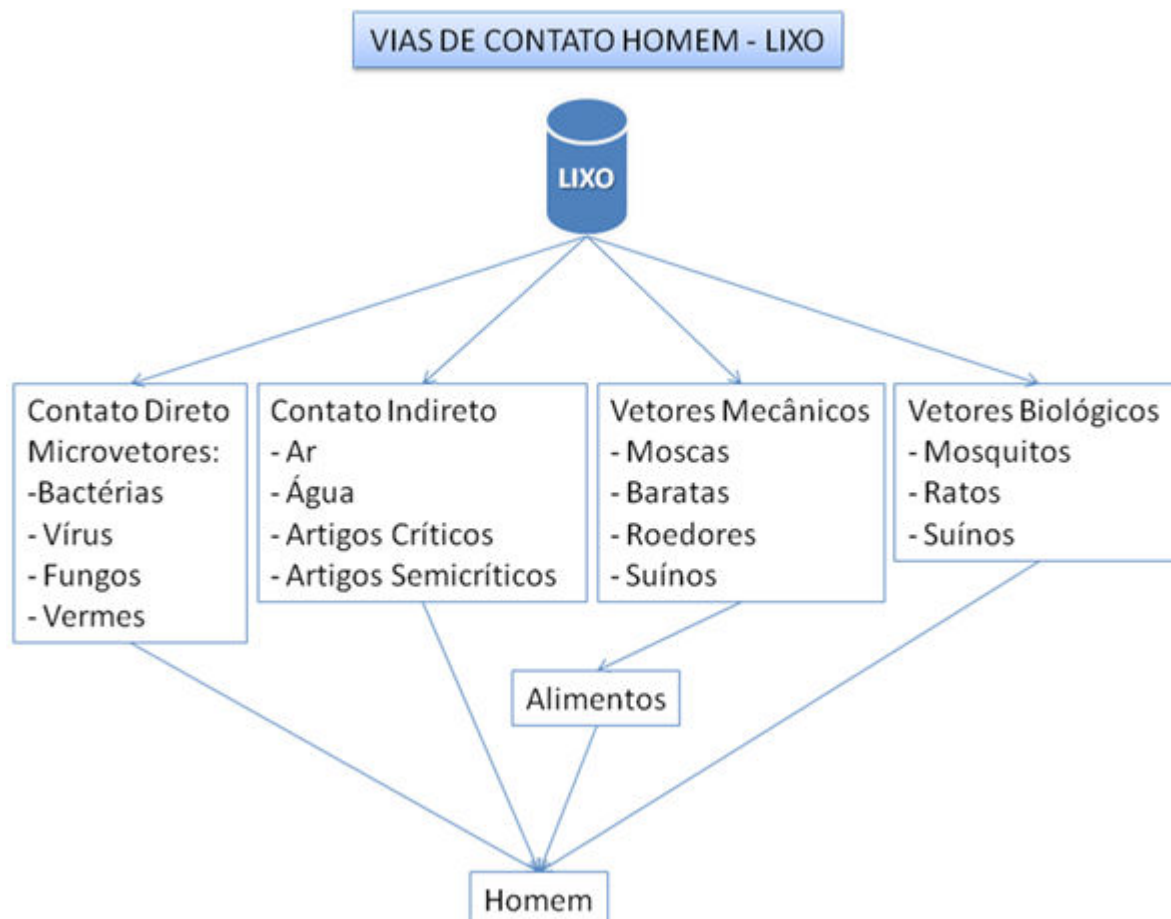 VIAS DE CONTATO HOMEM - LIXO
LIXO
Contato Direto
Microvetores:
-Bactérias
- Vírus
- Fungos
- Vermes
Contato Indireto
- Ar
- Água
- Artigos Críticos
- Artigos Semicríticos
Vetores Mecânicos
- Moscas
- Baratas
- Roedores
- Suínos
Vetores Biológicos
- Mosquitos
- Ratos
- Suínos
Alimentos
Homem